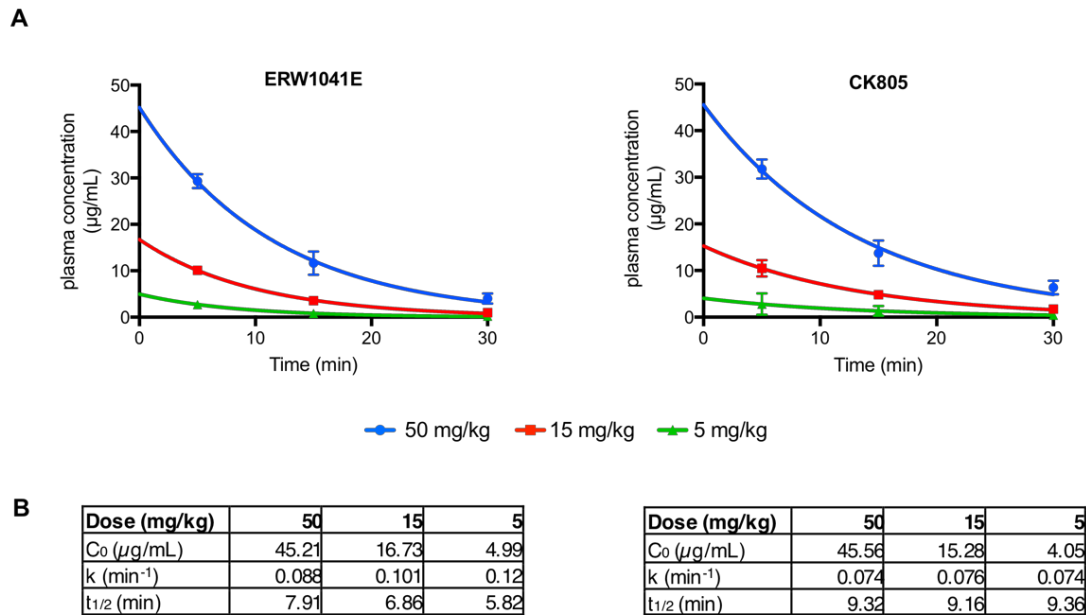 A
ERW1041E
CK805
plasma concentration
(µg/mL)
50
40
30
20
10
0
0
10
20
30
Time (min)
plasma concentration
(µg/mL)
50
40
30
20
10
0
0
10
20
30
Time (min)
50 mg/kg 15 mg/kg 5 mg/kg
B
Dose (mg/kg) 50 15 5
C0 (µg/mL) 45.21 16.73 4.99
k (min-1) 0.088 0.101 0.12
t1/2 (min) 7.91 6.86 5.82
Dose (mg/kg) 50 15 5
C0 (µg/mL) 45.56 15.28 4.05
k (min-1) 0.074 0.076 0.074
t1/2 (min) 9.32 9.16 9.36